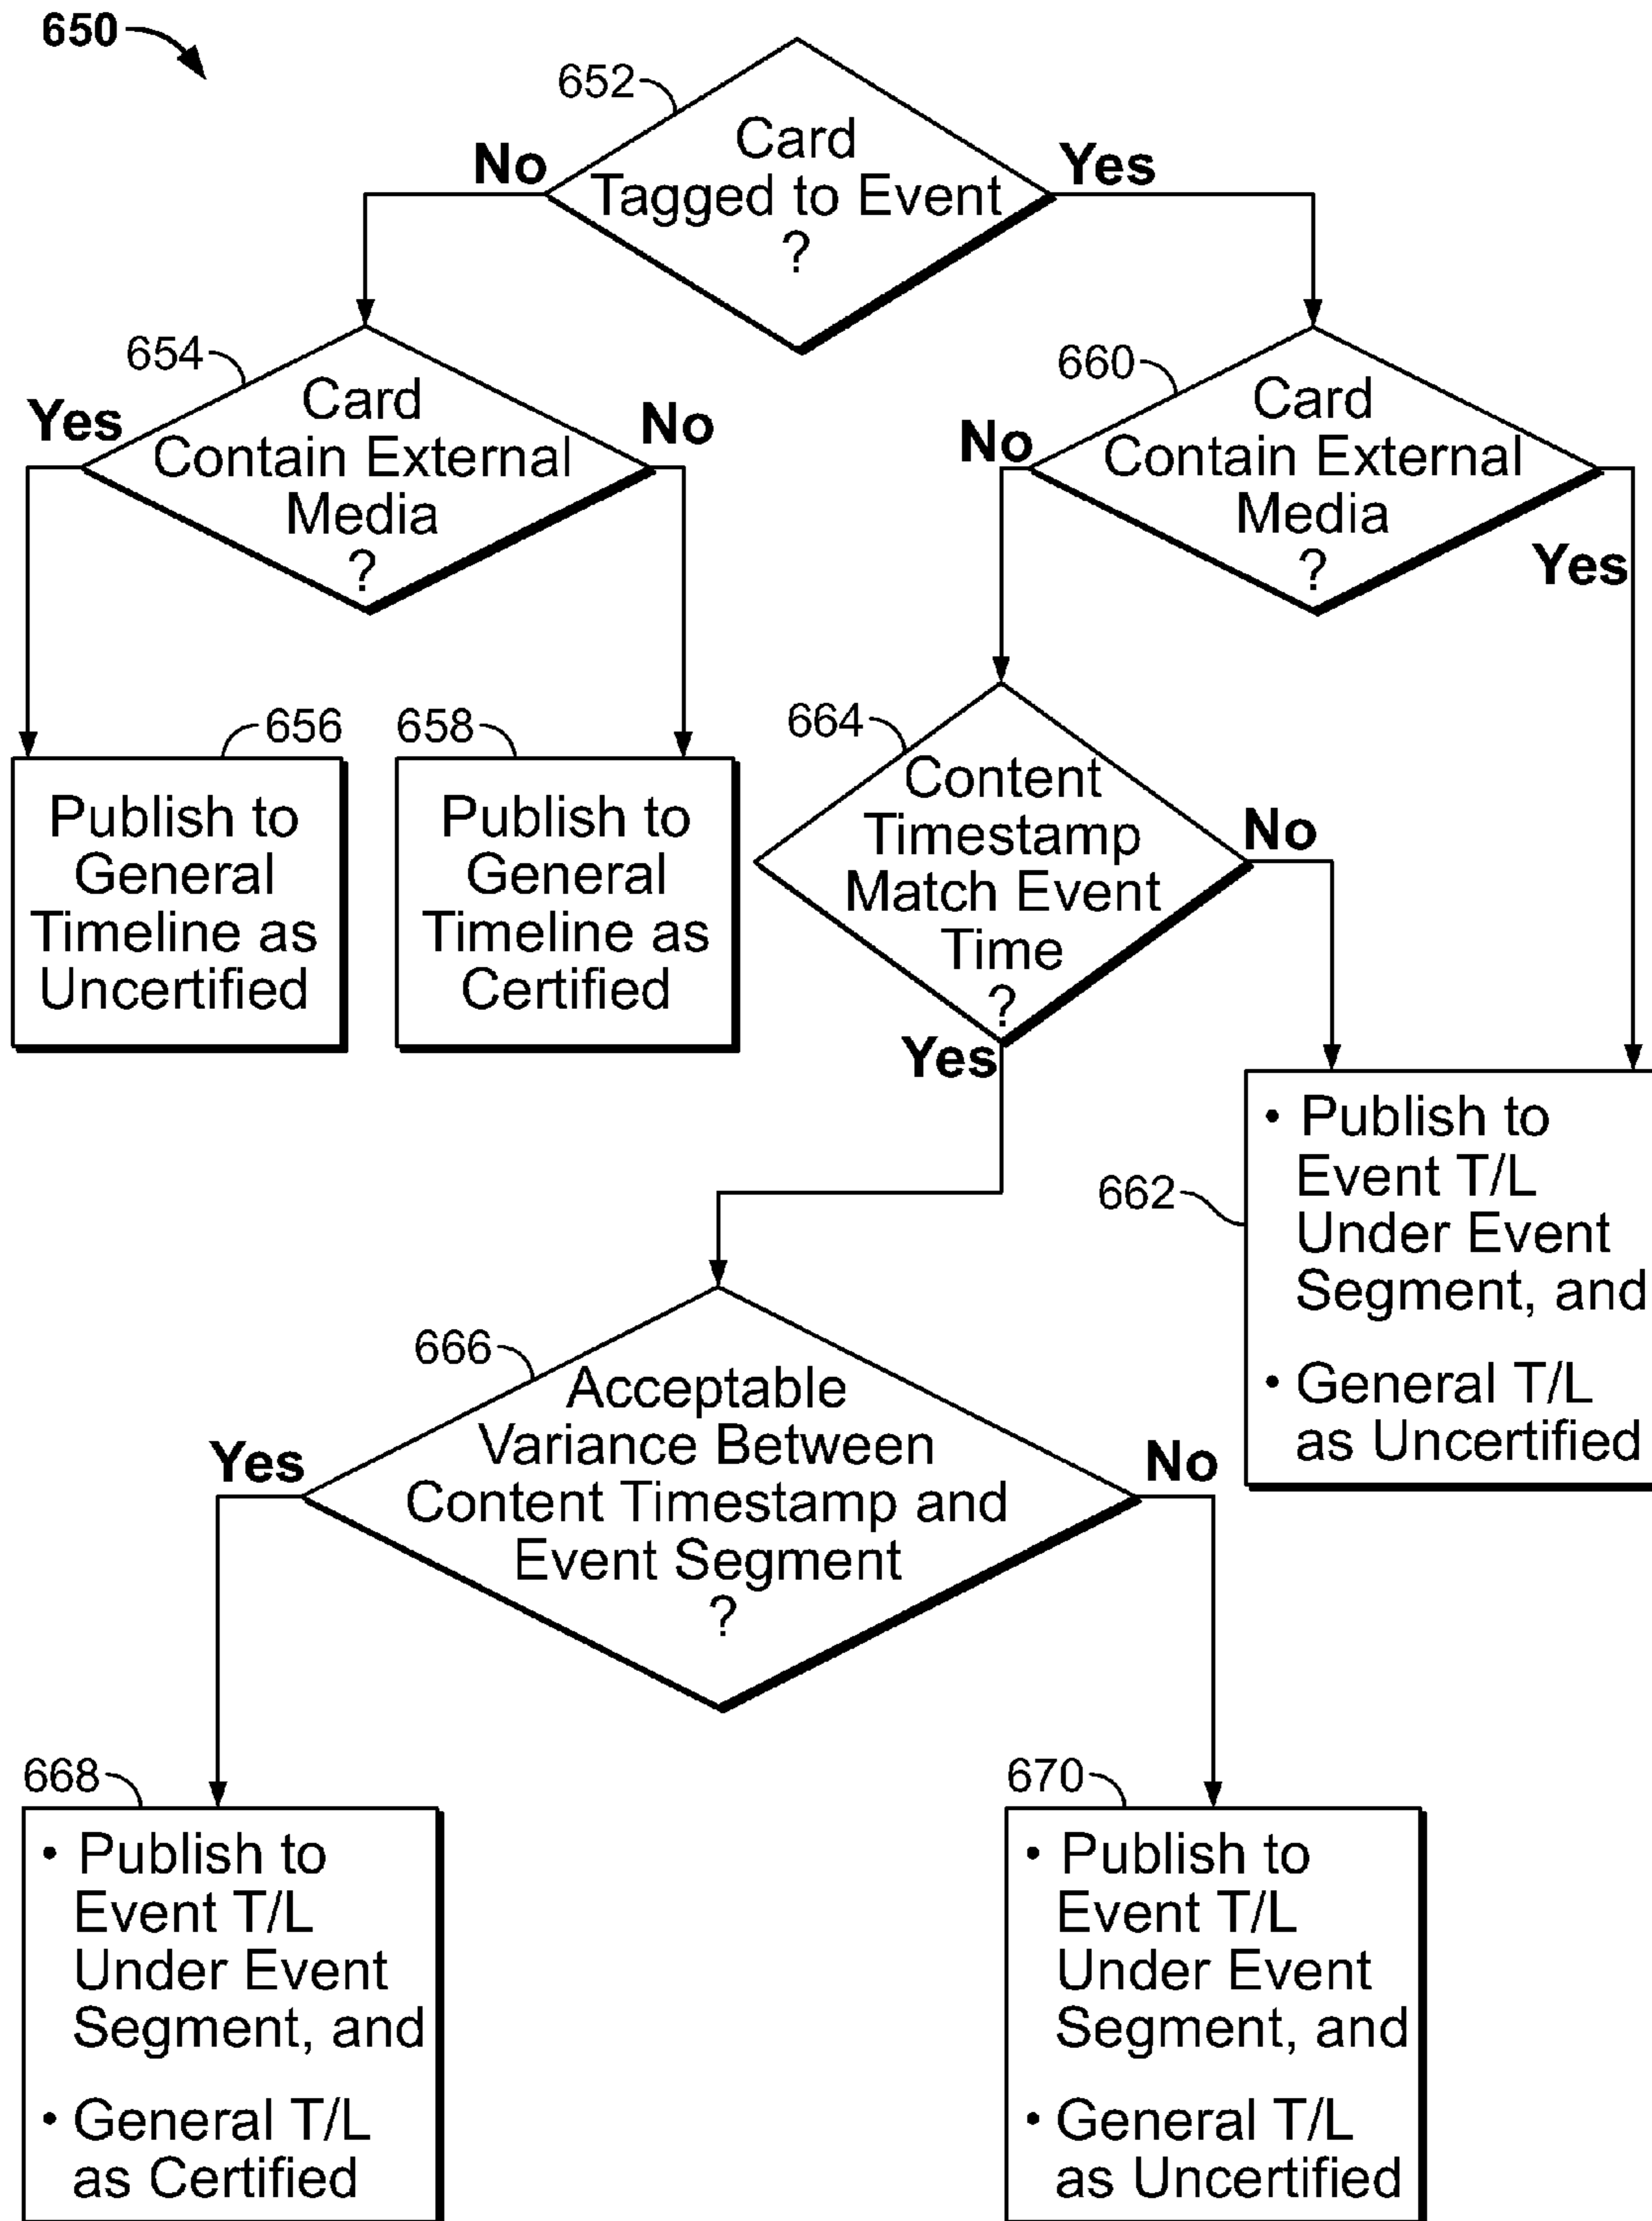 650
652
Card
Tagged to Event
?
No
Yes
654
Card
Contain External
Media
?
Yes
No
660
Card
Contain External
Media
?
No
Yes
656
Publish to
General
Timeline as
Uncertified
658
Publish to
General
Timeline as
Certified
664
Content
Timestamp
Match Event
Time
?
No
Yes
662
• Publish to
Event T/L
Under Event
Segment, and
• General T/L
as Uncertified
666
Acceptable
Variance Between
Content Timestamp and
Event Segment
?
Yes
No
668
• Publish to
Event T/L
Under Event
Segment, and
• General T/L
as Certified
670
• Publish to
Event T/L
Under Event
Segment, and
• General T/L
as Uncertified